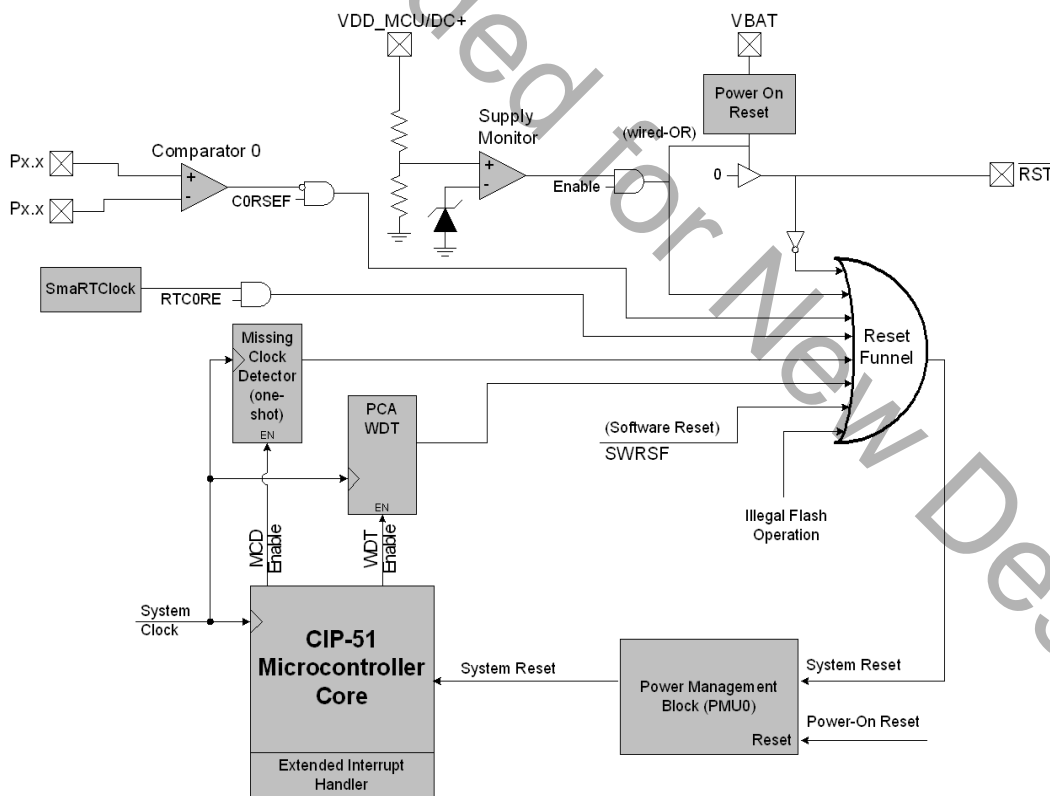 VDD_MCU/DC+
VBAT
Power On
Reset
Supply
Monitor
(wired-OR)
Comparator 0
Px.x
Px.x
+
-
C0RSEF
+
-
Enable
0
RST
SmaRTClock
RTC0RE
Missing
Clock
Detector
(one-
shot)
EN
PCA
WDT
EN
Reset
Funnel
(Software Reset)
SWRSF
Illegal Flash
Operation
MCD
Enable
WDT
Enable
System
Clock
CIP-51
Microcontroller
Core
Extended Interrupt
Handler
System Reset
Power Management
Block (PMU0)
Reset
System Reset
Power-On Reset
for New Des